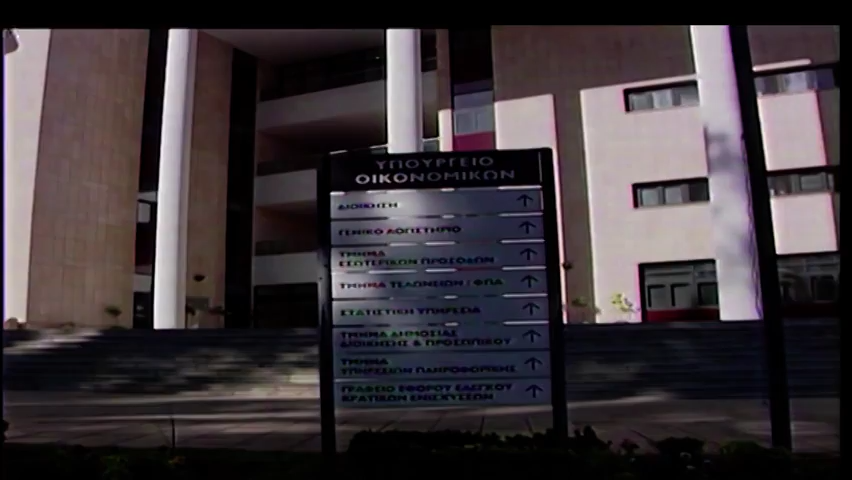 ΥΠΟΥΡΓΕΙΟ
ΟΙΚΟΝΟΜΙΚΩΝ
ΔΙΟΙΚΗΣΗ
ΓΕΝΙΚΟ ΛΟΓΙΣΤΗΡΙΟ
ΤΜΗΜΑ
ΕΣΩΤΕΡΙΚΩΝ ΠΡΟΣΟΔΩΝ
ΤΜΗΜΑ ΤΕΛΩΝΕΙΩΝ / ΦΠΑ
ΣΤΑΤΙΣΤΙΚΗ ΥΠΗΡΕΣΙΑ
ΤΜΗΜΑ ΔΗΜΟΣΙΑΣ
ΔΙΟΙΚΗΣΗΣ & ΠΡΟΣΩΠΙΚΟΥ
ΤΜΗΜΑ
ΥΠΗΡΕΣΙΩΝ ΠΛΗΡΟΦΟΡΙΚΗΣ
ΓΡΑΦΕΙΟ ΕΦΟΡΟΥ ΕΛΕΓΧΟΥ
ΚΡΑΤΙΚΩΝ ΕΝΙΣΧΥΣΕΩΝ